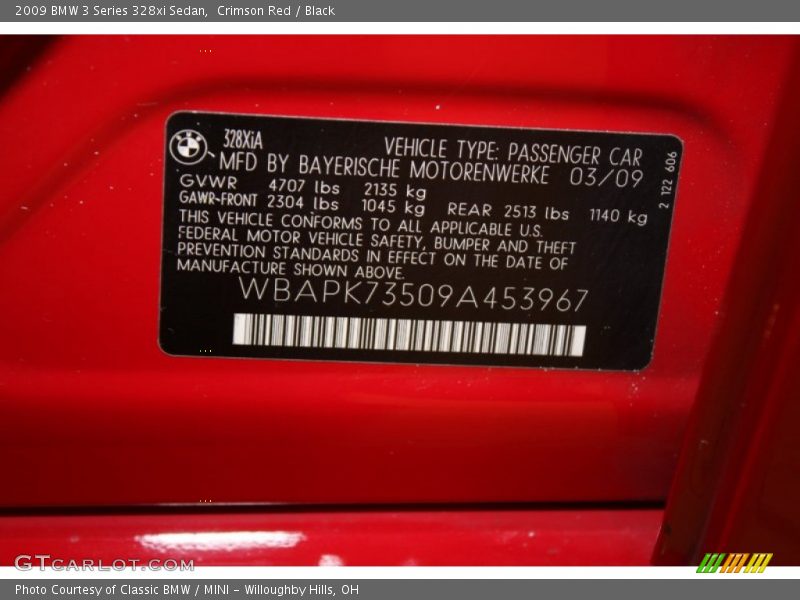 2009 BMW 3 Series 328xi Sedan,  Crimson Red / Black
328XiA
VEHICLE TYPE: PASSENGER CAR
MFD BY BAYERISCHE MOTORENWERKE 03/09
GVWR 4707 lbs 2135 kg
GAWR-FRONT 2304 lbs 1045 kg REAR 2513 lbs 1140 kg
THIS VEHICLE CONFORMS TO ALL APPLICABLE U.S.
FEDERAL MOTOR VEHICLE SAFETY, BUMPER AND THEFT
PREVENTION STANDARDS IN EFFECT ON THE DATE OF
MANUFACTURE SHOWN ABOVE.
WBAPK73509A453967
2 122 606
GTcarlot.com
Photo Courtesy of Classic BMW / MINI - Willoughby Hills, OH